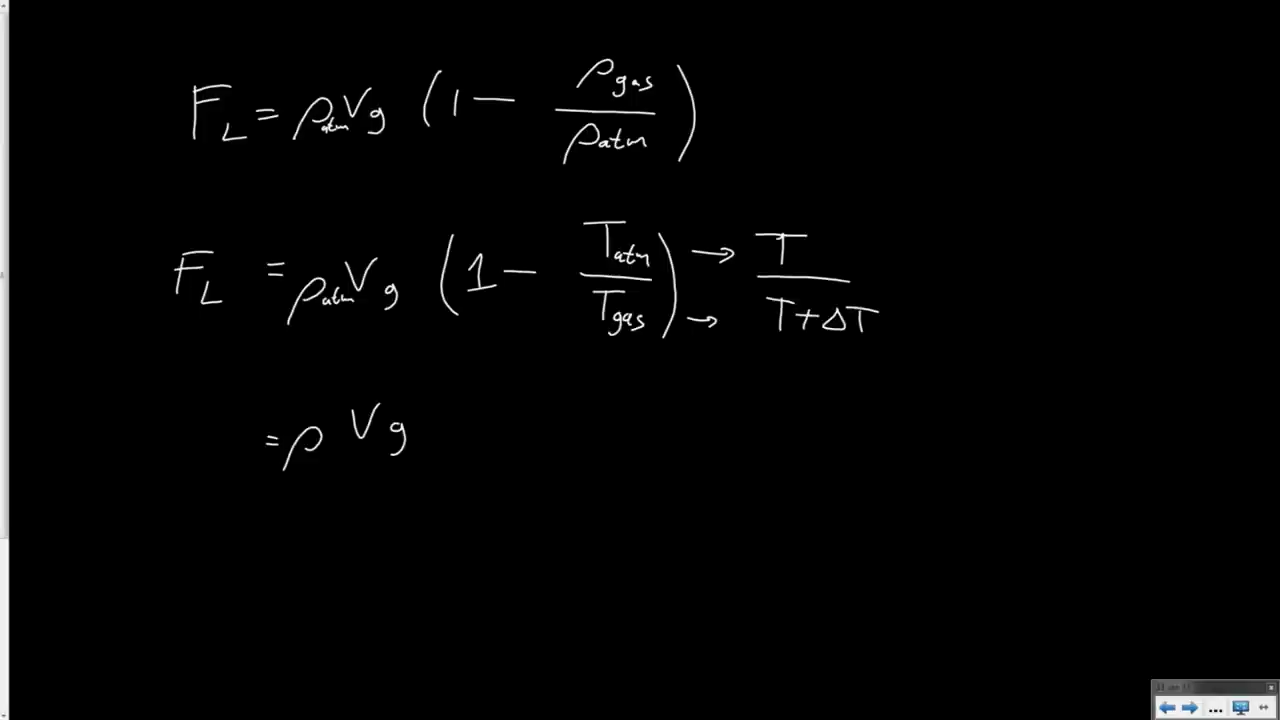 F_L = ρ_atm V g (1 − ρ_gas / ρ_atm)
F_L = ρ_atm V g (1 − T_atm / T_gas) → T / → T + ΔT
= ρ V g